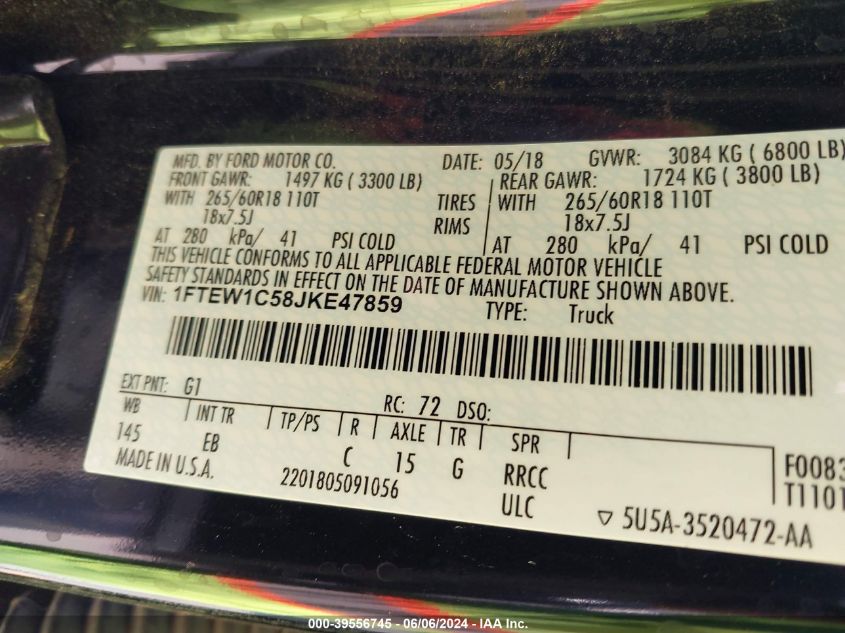 MFD. BY FORD MOTOR CO. DATE: 05/18 GVWR: 3084 KG ( 6800 LB)
FRONT GAWR: 1497 KG ( 3300 LB) REAR GAWR: 1724 KG ( 3800 LB)
WITH 265/60R18 110T TIRES WITH 265/60R18 110T
18x7.5J RIMS 18x7.5J
AT 280 kPa/ 41 PSI COLD AT 280 kPa/ 41 PSI COLD
THIS VEHICLE CONFORMS TO ALL APPLICABLE FEDERAL MOTOR VEHICLE
SAFETY STANDARDS IN EFFECT ON THE DATE OF MANUFACTURE SHOWN ABOVE.
VIN: 1FTEW1C58JKE47859 TYPE: Truck
EXT PNT: G1 RC: 72 DSO:
WB INT TR TP/PS R AXLE TR SPR
145 EB C 15 G RRCC F0083
MADE IN U.S.A. 2201805091056 ULC T110T
▽ 5U5A-3520472-AA
000-39556745 - 06/06/2024 - IAA Inc.